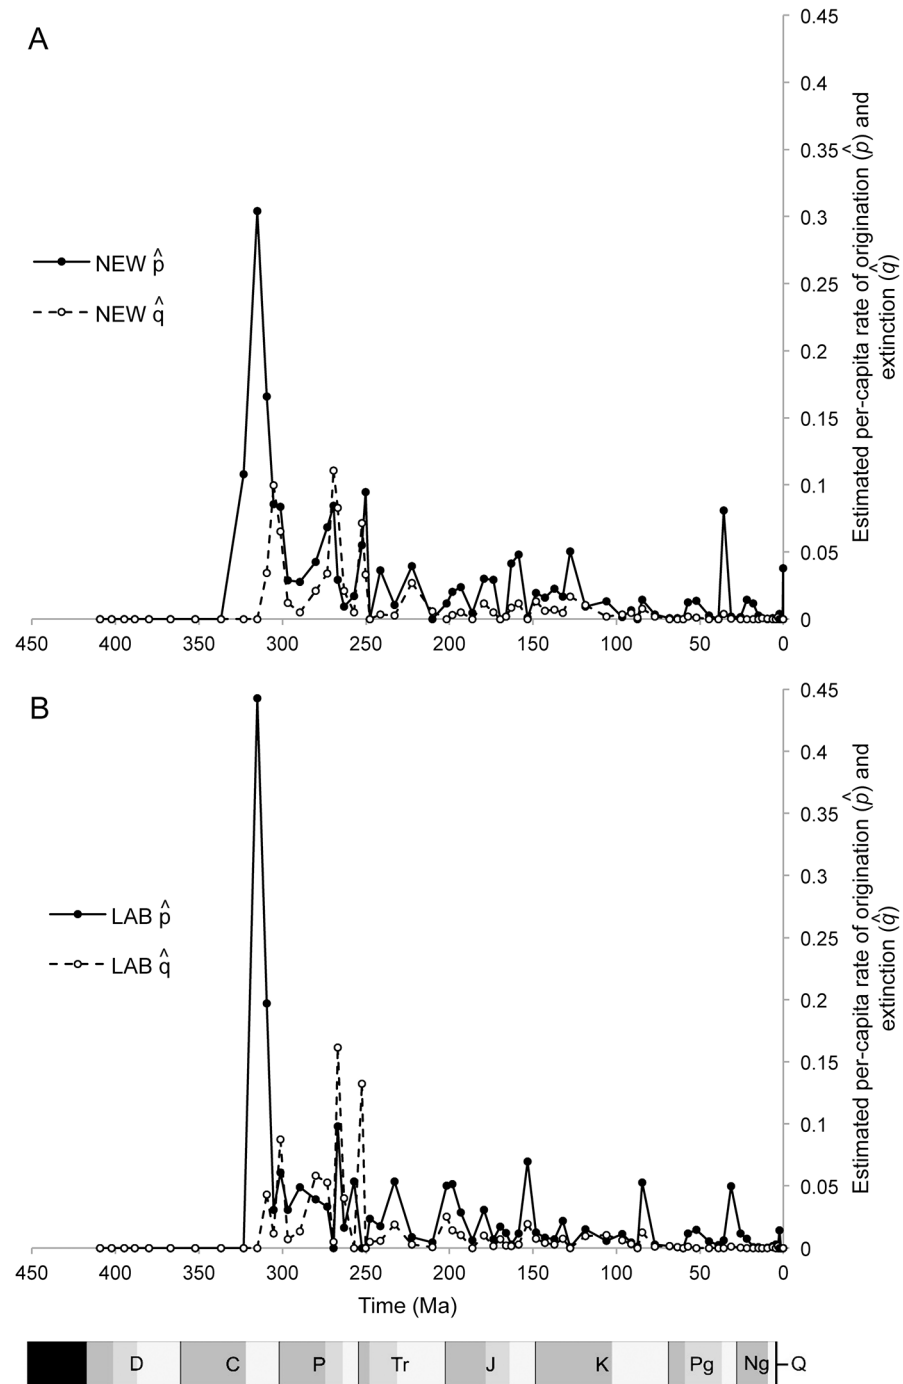 A
0.45
0.4
0.35
0.3
0.25
0.2
0.15
0.1
0.05
0
NEW p̂
NEW q̂
Estimated per-capita rate of origination (p̂) and
extinction (q̂)
450 400 350 300 250 200 150 100 50 0
B
0.45
0.4
0.35
0.3
0.25
0.2
0.15
0.1
0.05
0
LAB p̂
LAB q̂
Estimated per-capita rate of origination (p̂) and
extinction (q̂)
450 400 350 300 250 200 150 100 50 0
Time (Ma)
D C P Tr J K Pg Ng Q